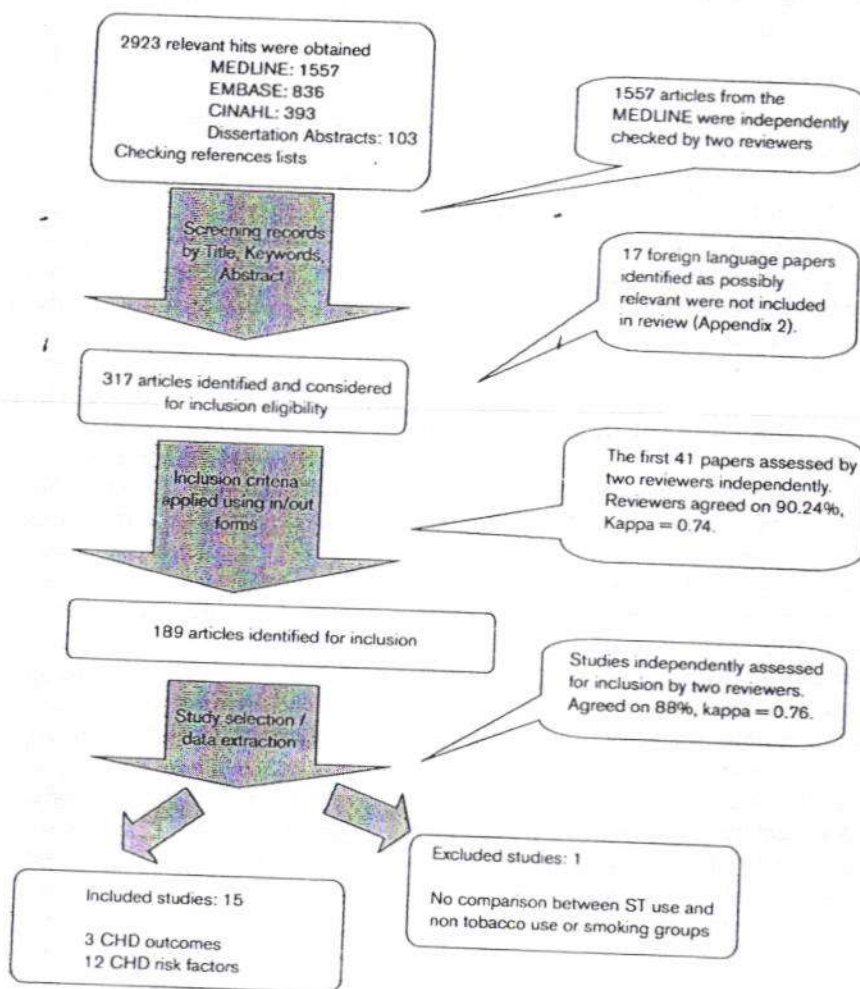 2923 relevant hits were obtained
MEDLINE: 1557
EMBASE: 836
CINAHL: 393
Dissertation Abstracts: 103
Checking references lists
1557 articles from the
MEDLINE were independently
checked by two reviewers
Screening records
by Title, Keywords,
Abstract
17 foreign language papers
identified as possibly
relevant were not included
in review (Appendix 2).
317 articles identified and considered
for inclusion eligibility
Inclusion criteria
applied using in/out
forms
The first 41 papers assessed by
two reviewers independently.
Reviewers agreed on 90.24%,
Kappa = 0.74.
189 articles identified for inclusion
Study selection /
data extraction
Studies independently assessed
for inclusion by two reviewers.
Agreed on 88%, kappa = 0.76.
Included studies: 15
3 CHD outcomes
12 CHD risk factors
Excluded studies: 1
No comparison between ST use and
non tobacco use or smoking groups